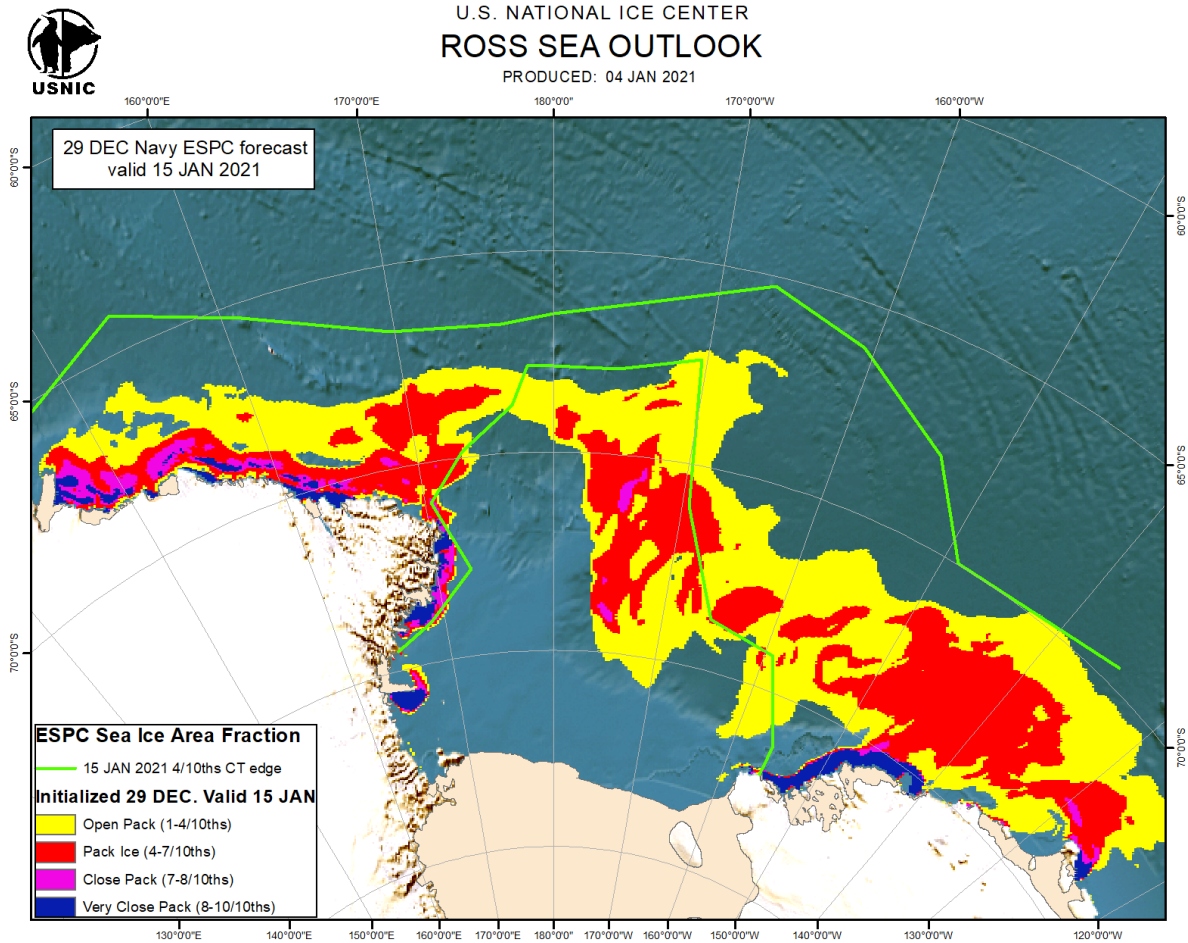 U.S. NATIONAL ICE CENTER
ROSS SEA OUTLOOK
PRODUCED: 04 JAN 2021
USNIC
160°0'0"E 170°0'0"E 180°0'0" 170°0'0"W 160°0'0"W
29 DEC Navy ESPC forecast
valid 15 JAN 2021
60°0'0"S
60°0'0"S
65°0'0"S
65°0'0"S
70°0'0"S
70°0'0"S
ESPC Sea Ice Area Fraction
15 JAN 2021 4/10ths CT edge
Initialized 29 DEC. Valid 15 JAN
Open Pack (1-4/10ths)
Pack Ice (4-7/10ths)
Close Pack (7-8/10ths)
Very Close Pack (8-10/10ths)
130°0'0"E 140°0'0"E 150°0'0"E 160°0'0"E 170°0'0"E 180°0'0" 170°0'0"W 160°0'0"W 150°0'0"W 140°0'0"W 130°0'0"W 120°0'0"W